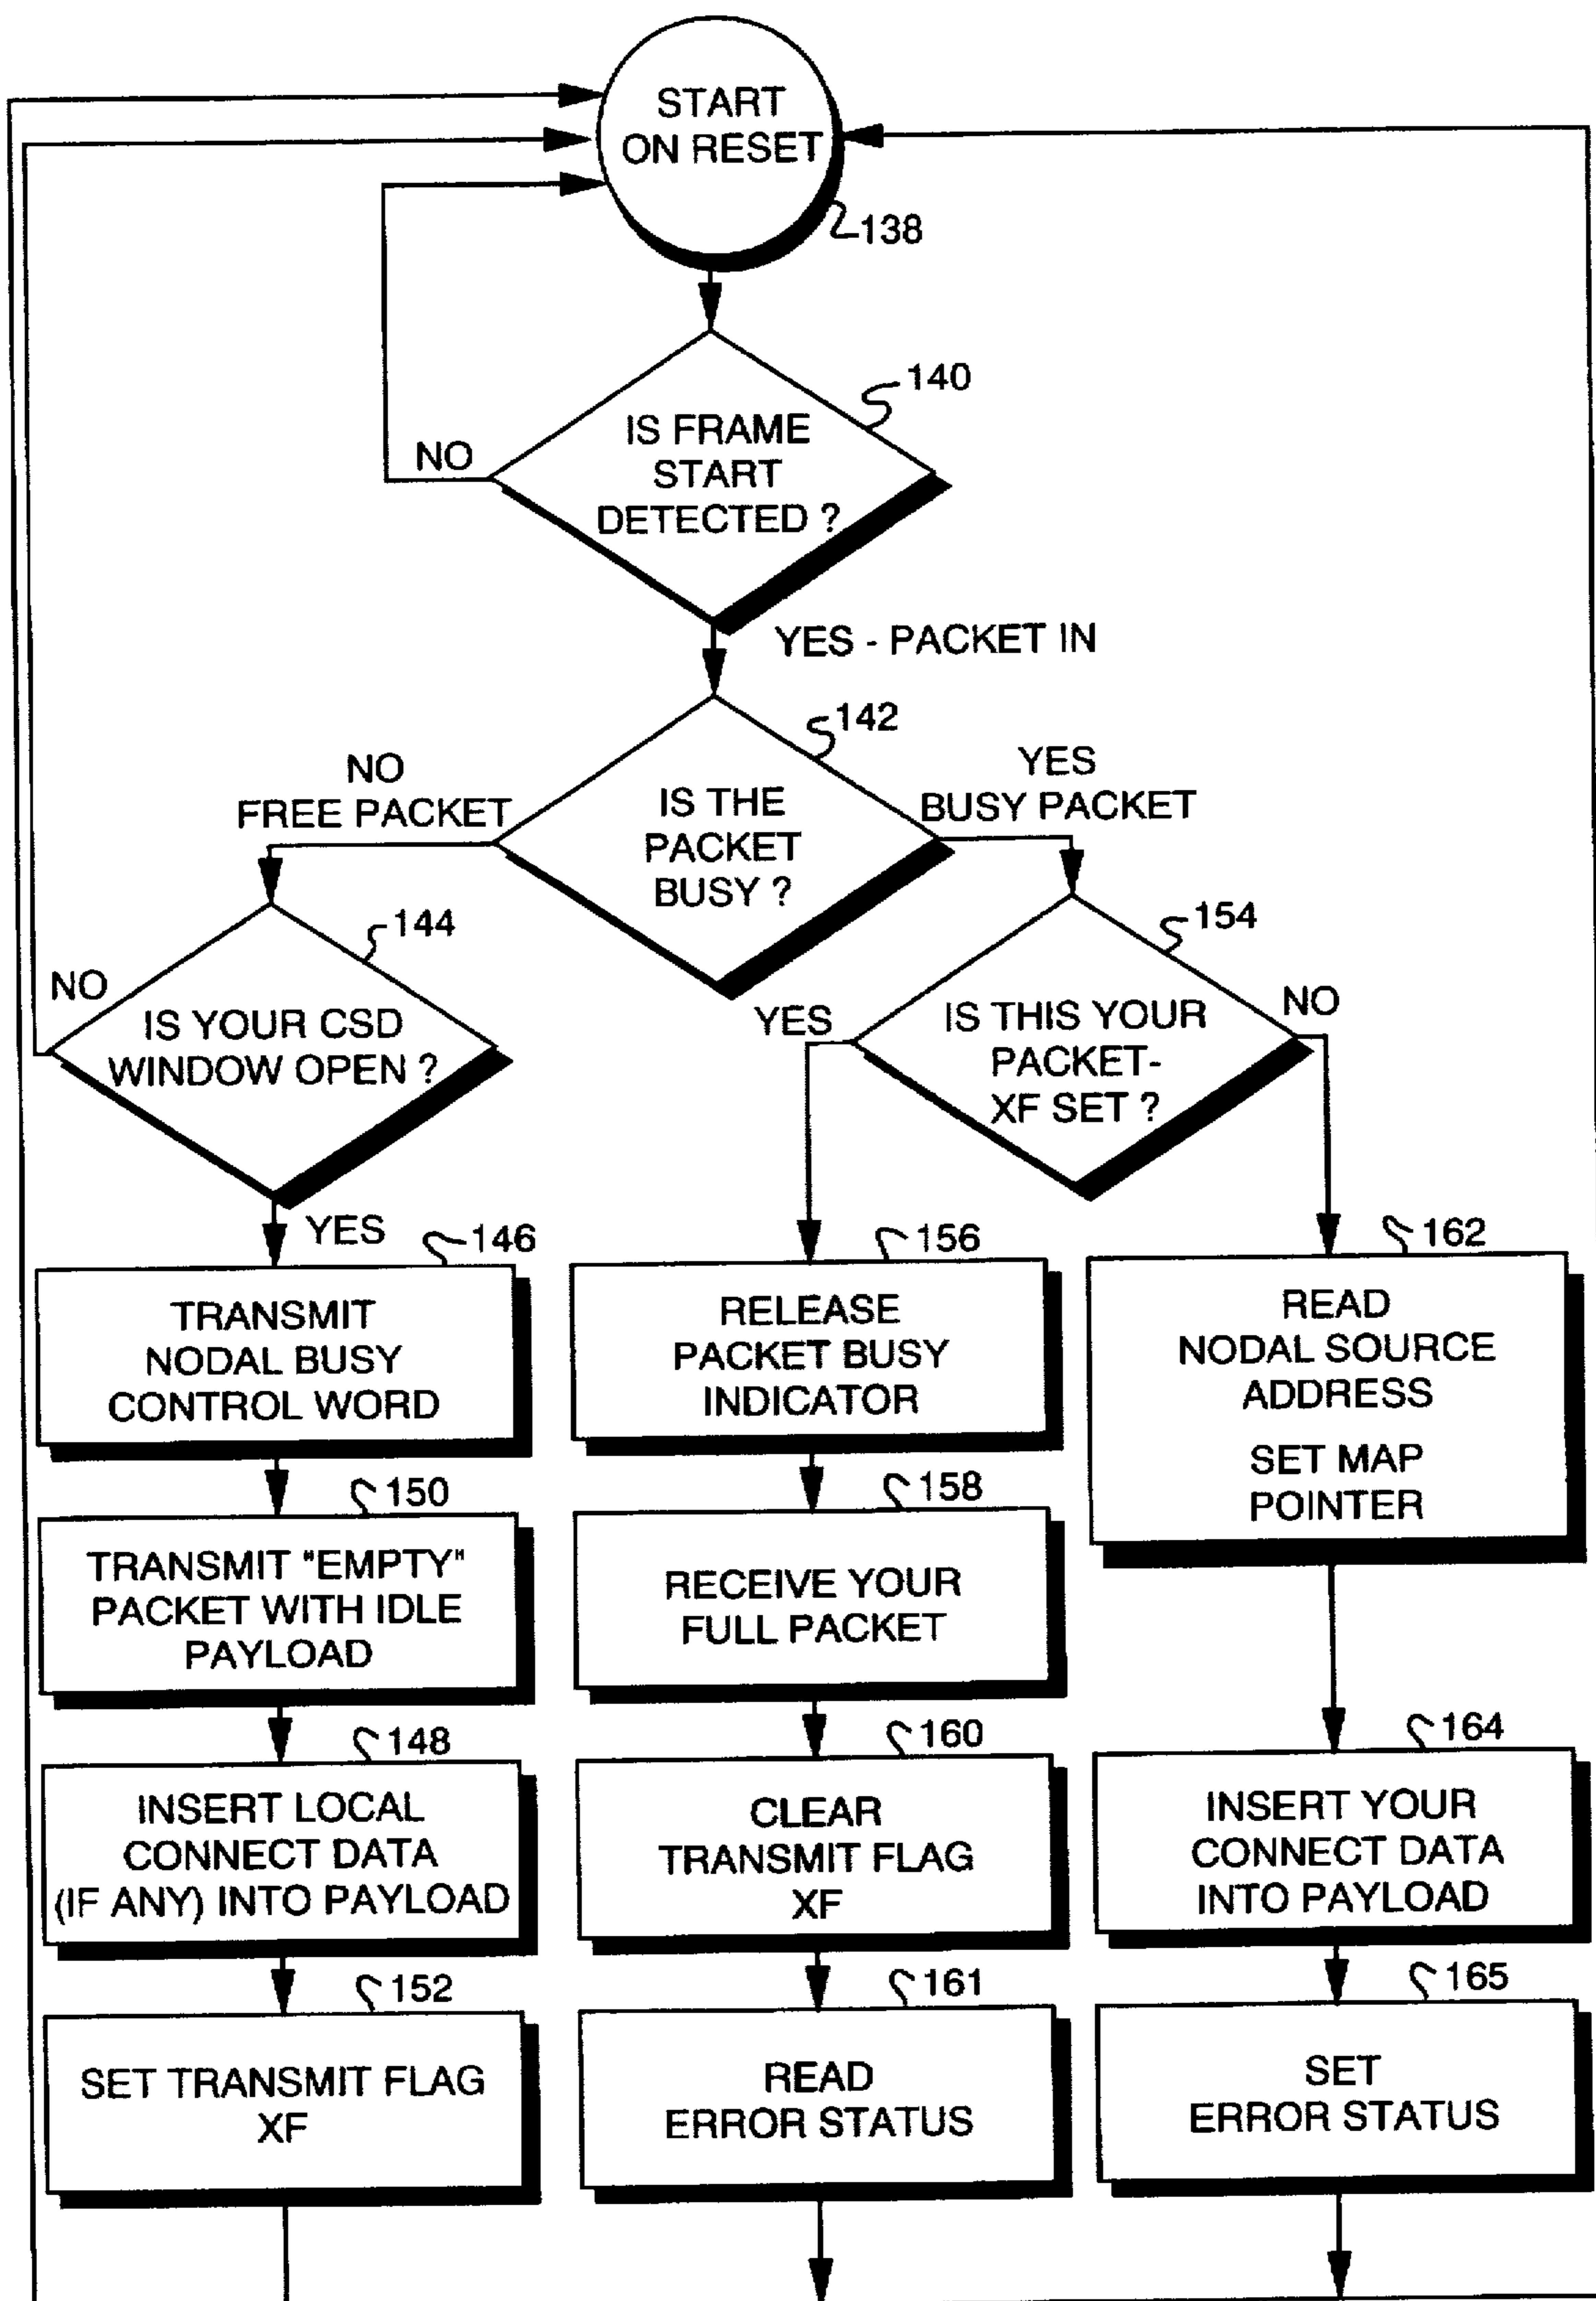 START
ON RESET
138
140
IS FRAME
START
DETECTED ?
NO
YES - PACKET IN
142
NO
FREE PACKET
IS THE
PACKET
BUSY ?
YES
BUSY PACKET
144
NO
IS YOUR CSD
WINDOW OPEN ?
YES
154
YES
IS THIS YOUR
PACKET-
XF SET ?
NO
146
TRANSMIT
NODAL BUSY
CONTROL WORD
150
TRANSMIT "EMPTY"
PACKET WITH IDLE
PAYLOAD
148
INSERT LOCAL
CONNECT DATA
(IF ANY) INTO PAYLOAD
152
SET TRANSMIT FLAG
XF
156
RELEASE
PACKET BUSY
INDICATOR
158
RECEIVE YOUR
FULL PACKET
160
CLEAR
TRANSMIT FLAG
XF
161
READ
ERROR STATUS
162
READ
NODAL SOURCE
ADDRESS
SET MAP
POINTER
164
INSERT YOUR
CONNECT DATA
INTO PAYLOAD
165
SET
ERROR STATUS